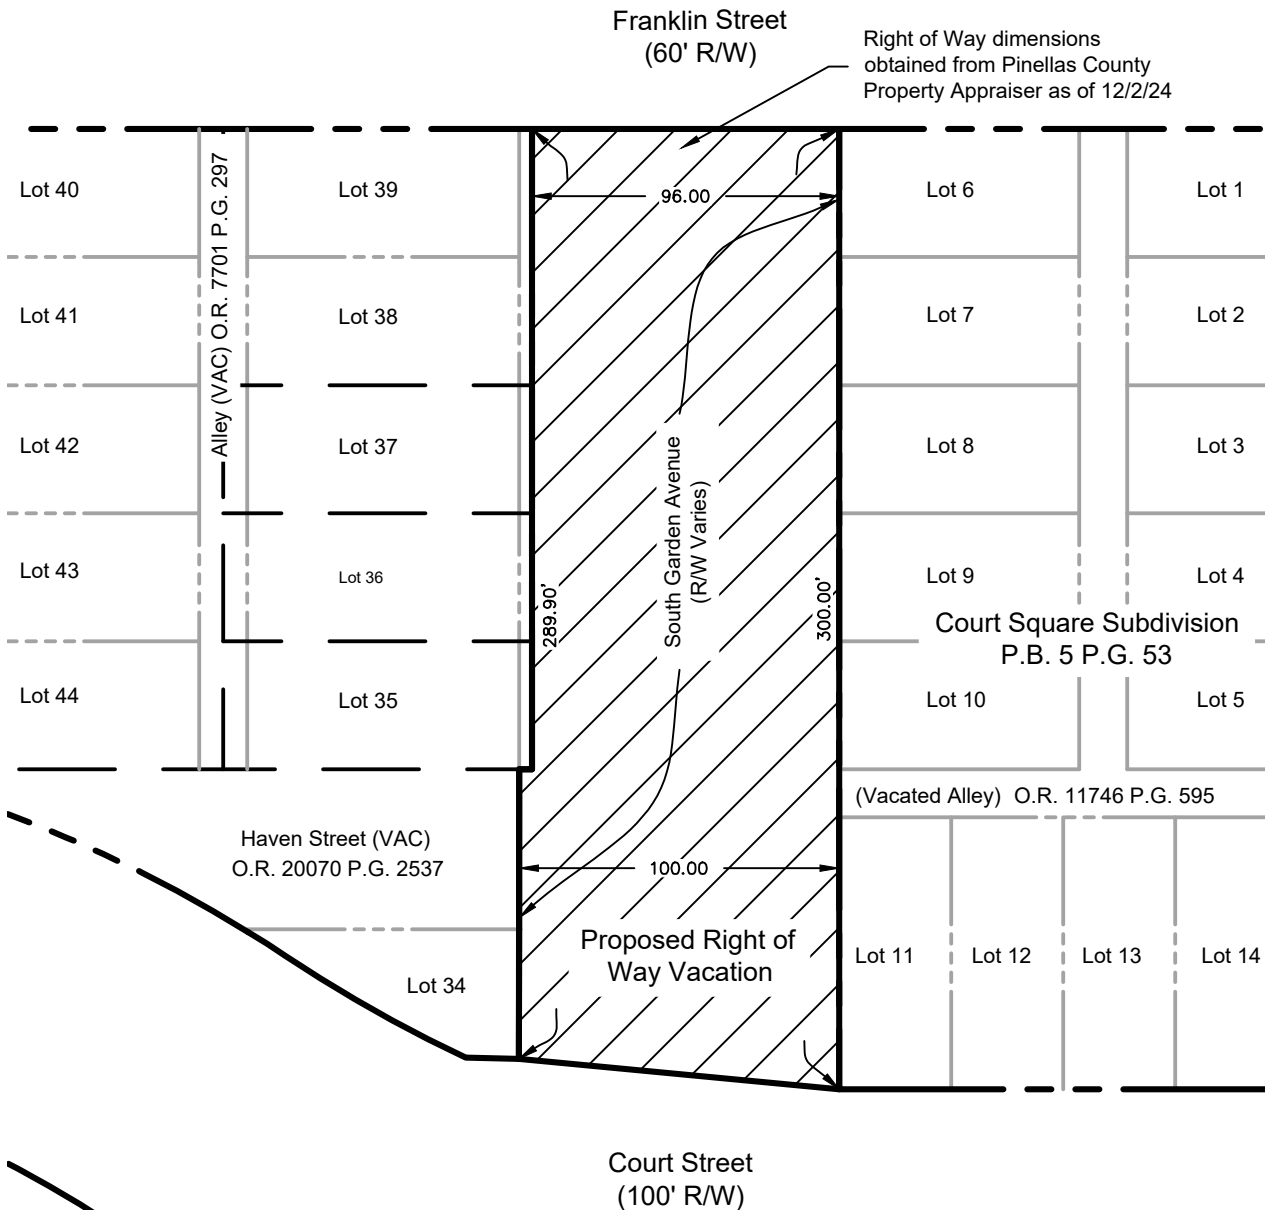 Franklin Street
(60' R/W)
Right of Way dimensions
obtained from Pinellas County
Property Appraiser as of 12/2/24
Lot 40
Alley (VAC) O.R. 7701 P.G. 297
Lot 39
96.00
Lot 6
Lot 1
Lot 41
Lot 38
Lot 7
Lot 2
Lot 42
Lot 37
South Garden Avenue
(R/W Varies)
Lot 8
Lot 3
Lot 43
Lot 36
289.90'
300.00'
Lot 9
Lot 4
Court Square Subdivision
P.B. 5 P.G. 53
Lot 44
Lot 35
Lot 10
Lot 5
(Vacated Alley) O.R. 11746 P.G. 595
Haven Street (VAC)
O.R. 20070 P.G. 2537
100.00
Proposed Right of
Way Vacation
Lot 34
Lot 11
Lot 12
Lot 13
Lot 14
Court Street
(100' R/W)